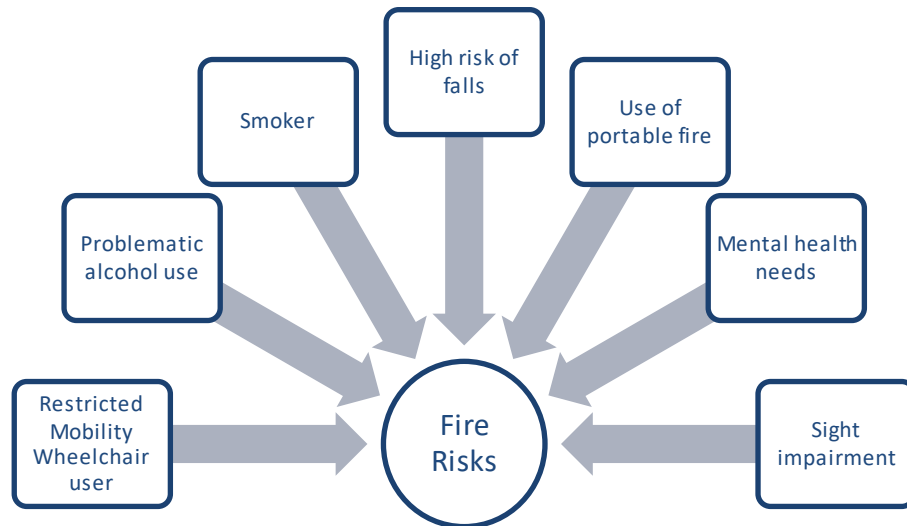 High risk of
falls
Smoker
Use of
portable fire
Problematic
alcohol use
Mental health
needs
Restricted
Mobility
Wheelchair
user
Fire
Risks
Sight
impairment